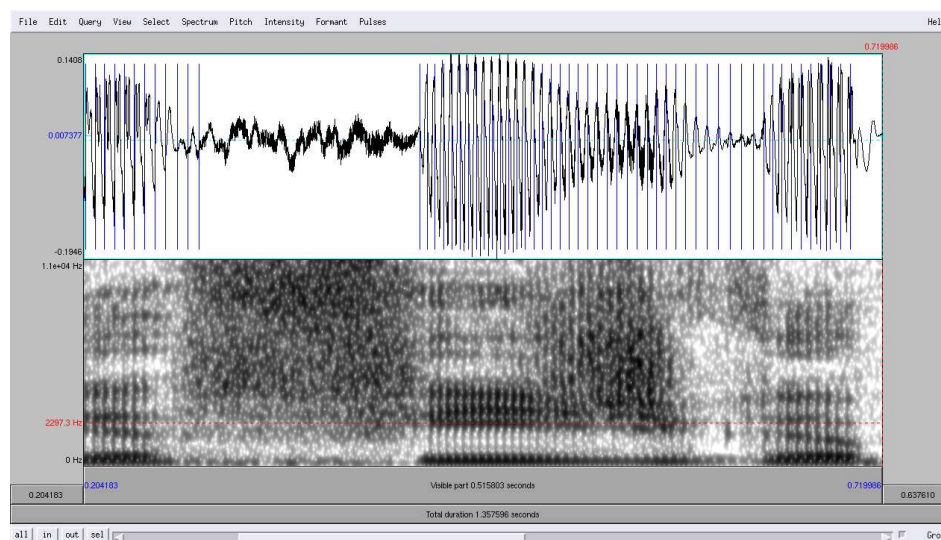 File Edit Query View Select Spectrum Pitch Intensity Formant Pulses Hel
0.719986
0.1408
0.007377
-0.1946
1.1e+04 Hz
2297.3 Hz
0 Hz
0.204183 Visible part 0.515803 seconds 0.719986
0.204183 0.637610
Total duration 1.357596 seconds
all in out sel Gro